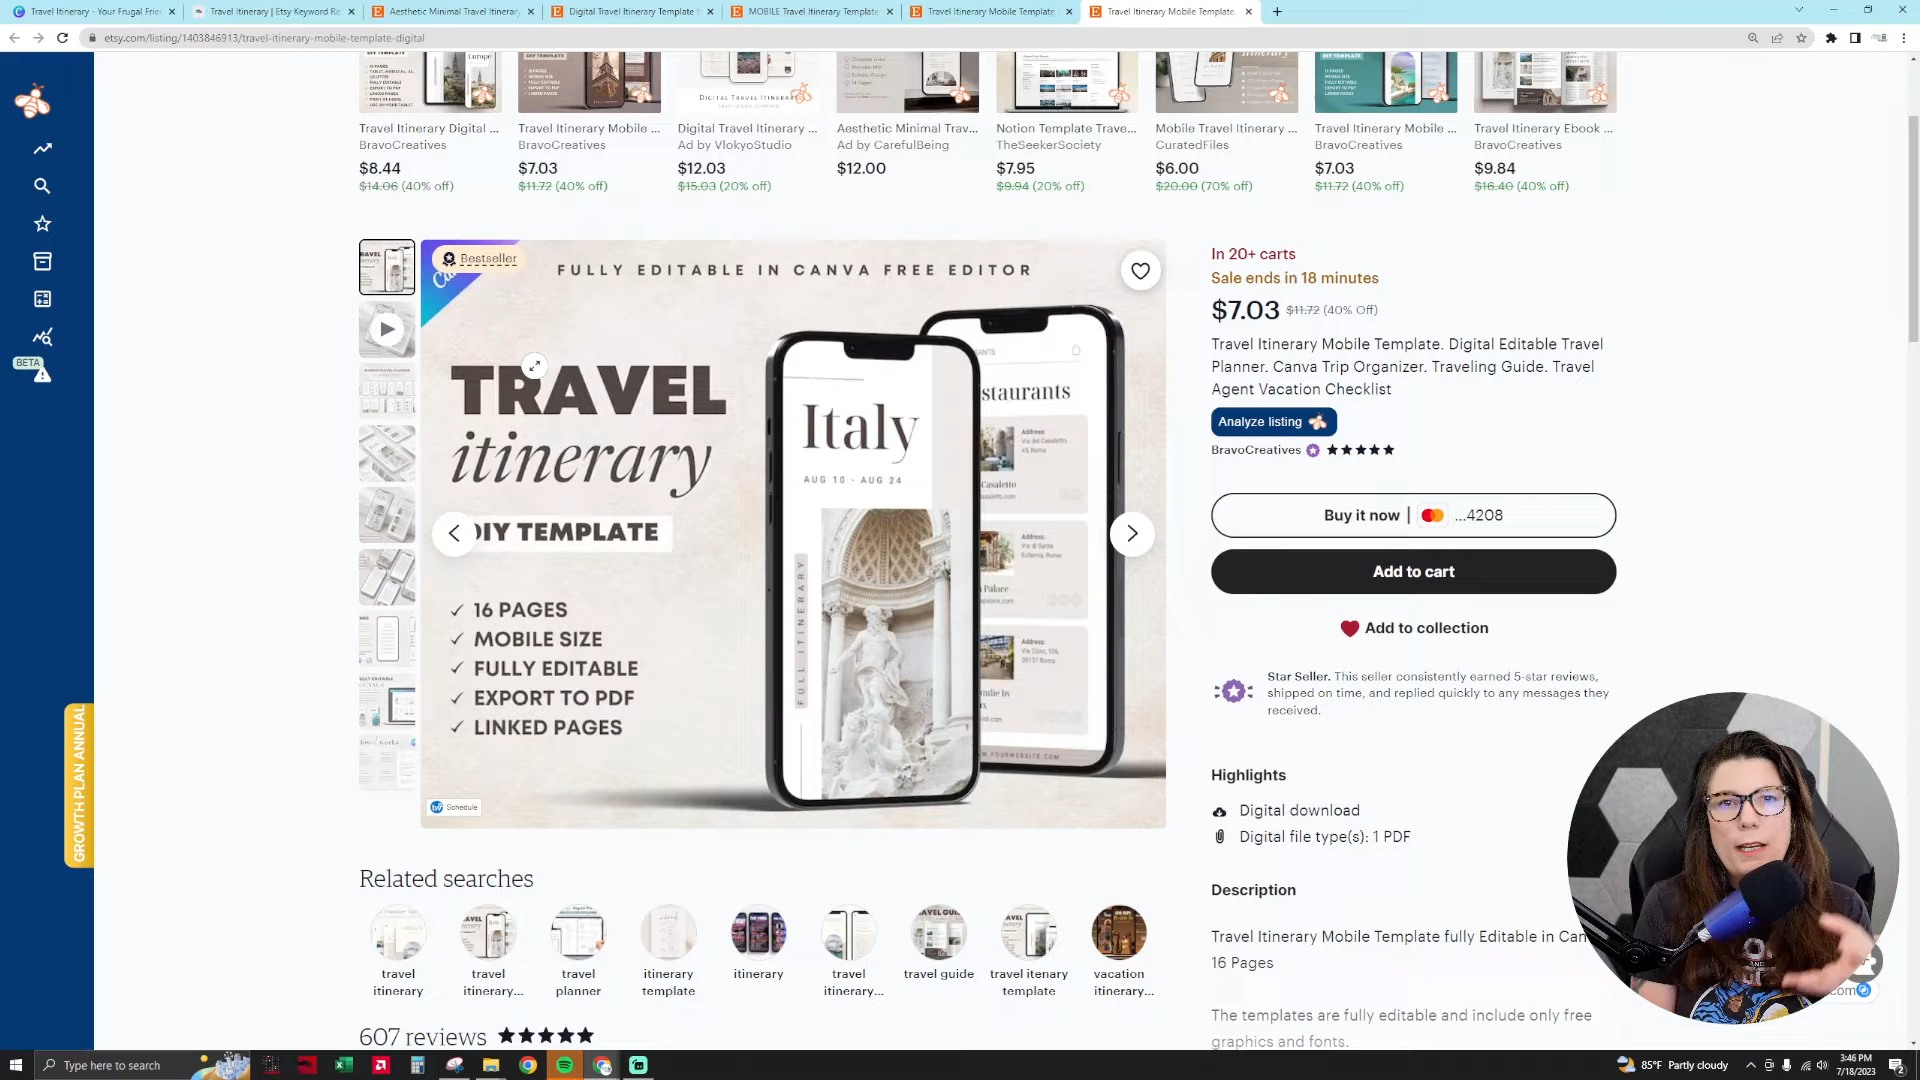 Travel Itinerary - Your Frugal Frie
Travel Itinerary | Etsy Keyword Re
Aesthetic Minimal Travel Itinerary
Digital Travel Itinerary Template
MOBILE Travel Itinerary Template
Travel Itinerary Mobile Template
Travel Itinerary Mobile Template
etsy.com/listing/1403846913/travel-itinerary-mobile-template-digital
DIY TEMPLATE
DIGITAL TRAVEL ITINERARY
DIY TEMPLATE
Travel Itinerary Digital ...
BravoCreatives
$8.44
$14.06 (40% off)
Travel Itinerary Mobile ...
BravoCreatives
$7.03
$11.72 (40% off)
Digital Travel Itinerary ...
Ad by VlokyoStudio
$12.03
$15.03 (20% off)
Aesthetic Minimal Trav...
Ad by CarefulBeing
$12.00
Notion Template Trave...
TheSeekerSociety
$7.95
$9.94 (20% off)
Mobile Travel Itinerary ...
CuratedFiles
$6.00
$20.00 (70% off)
Travel Itinerary Mobile ...
BravoCreatives
$7.03
$11.72 (40% off)
Travel Itinerary Ebook ...
BravoCreatives
$9.84
$16.40 (40% off)
BETA
GROWTH PLAN ANNUAL
Bestseller
FULLY EDITABLE IN CANVA FREE EDITOR
TRAVEL
itinerary
DIY TEMPLATE
✓ 16 PAGES
✓ MOBILE SIZE
✓ FULLY EDITABLE
✓ EXPORT TO PDF
✓ LINKED PAGES
Schedule
Italy
AUG 10 - AUG 24
FULL ITINERARY
staurants
Address:
Casaletto
Address:
Palace
Address:
In 20+ carts
Sale ends in 18 minutes
$7.03 $11.72 (40% Off)
Travel Itinerary Mobile Template. Digital Editable Travel
Planner. Canva Trip Organizer. Traveling Guide. Travel
Agent Vacation Checklist
Analyze listing
BravoCreatives
Buy it now | ...4208
Add to cart
Add to collection
Star Seller. This seller consistently earned 5-star reviews,
shipped on time, and replied quickly to any messages they
received.
Highlights
Digital download
Digital file type(s): 1 PDF
Description
Travel Itinerary Mobile Template fully Editable in Can
16 Pages
The templates are fully editable and include only free
graphics and fonts.
Related searches
travel
itinerary
travel
itinerary...
travel
planner
itinerary
template
itinerary
travel
itinerary...
travel guide
travel itenary
template
vacation
itinerary...
607 reviews
Type here to search
85°F Partly cloudy
3:46 PM
7/18/2023